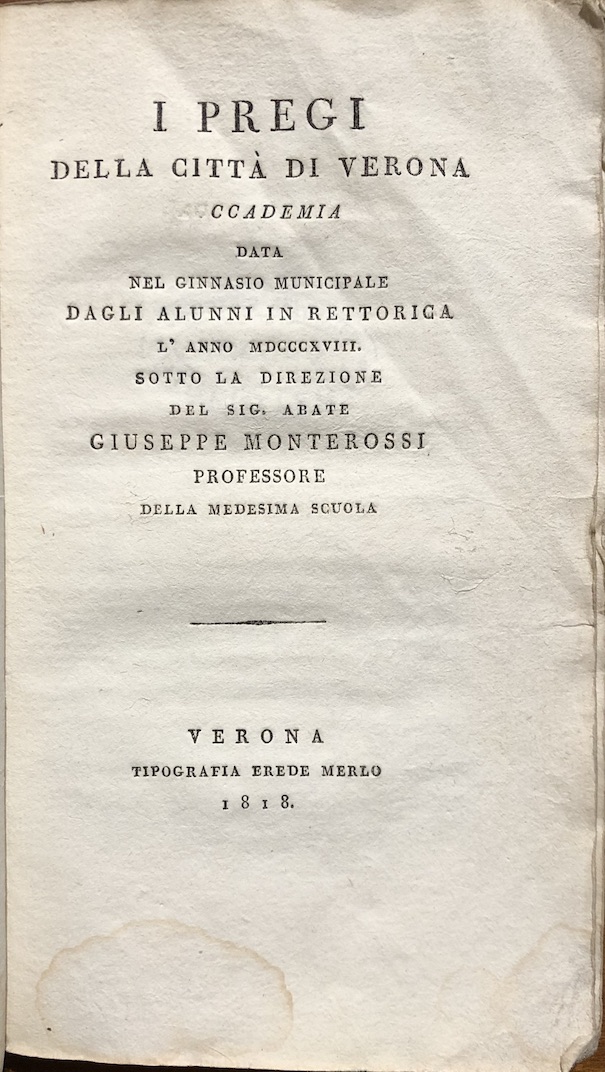 I PREGI
DELLA CITTÀ DI VERONA
CCADEMIA
DATA
NEL GINNASIO MUNICIPALE
DAGLI ALUNNI IN RETTORICA
L' ANNO MDCCCXVIII.
SOTTO LA DIREZIONE
DEL SIG. ABATE
GIUSEPPE MONTEROSSI
PROFESSORE
DELLA MEDESIMA SCUOLA
VERONA
TIPOGRAFIA EREDE MERLO
1818.